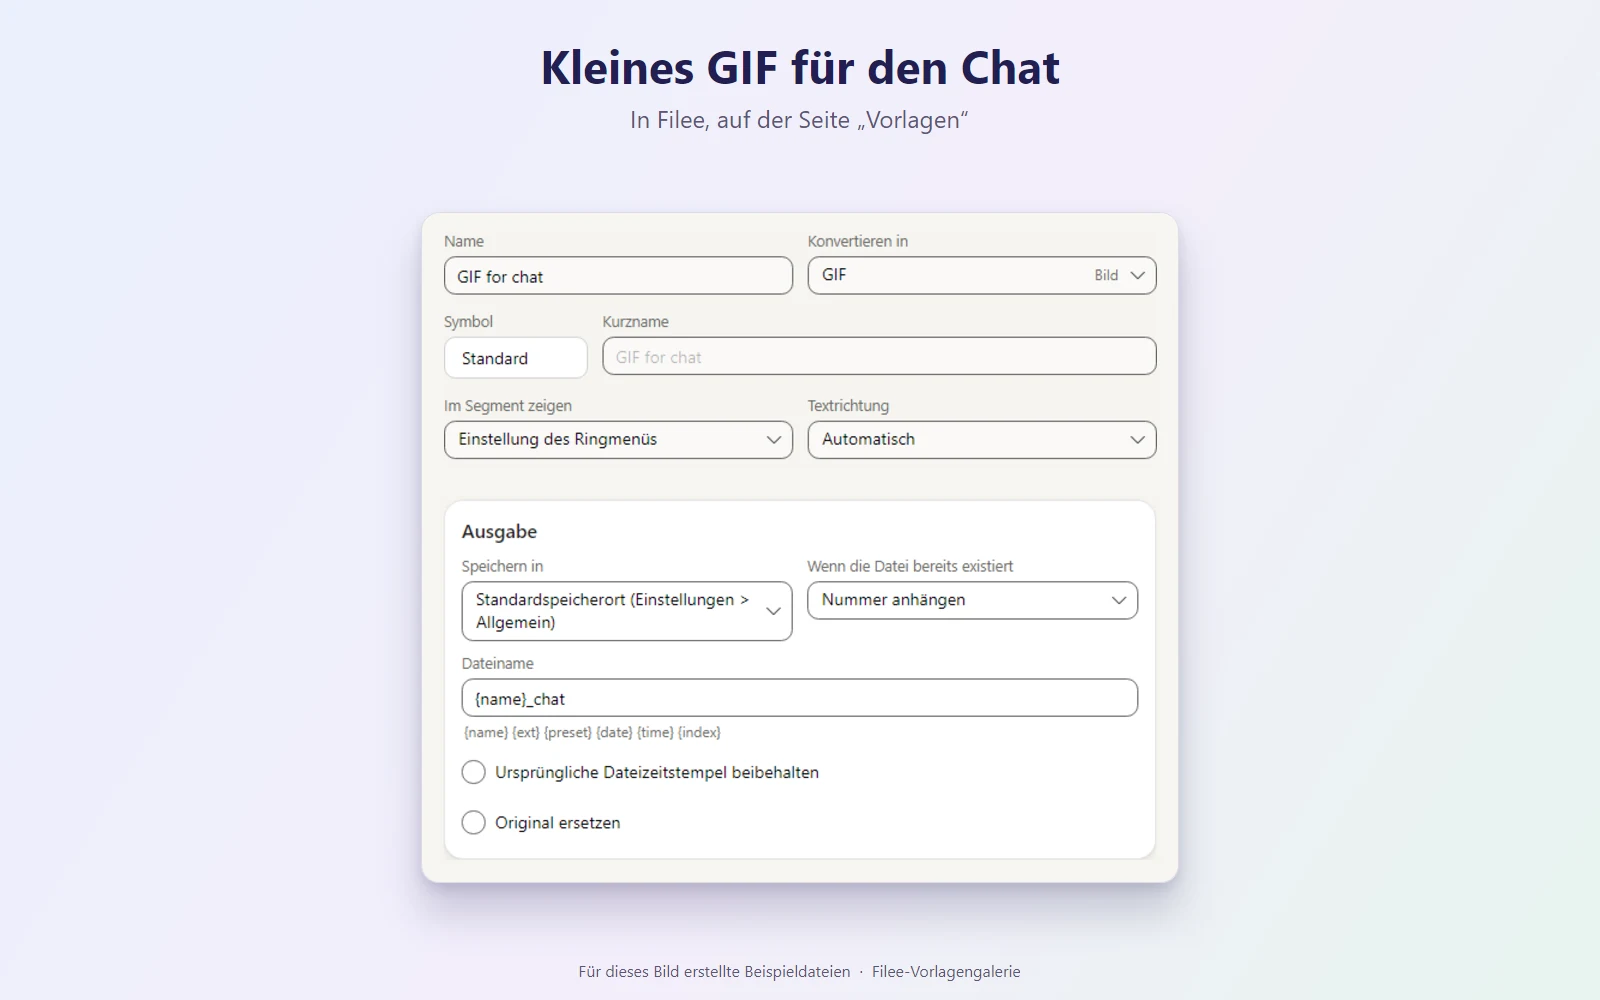 Kleines GIF für den Chat
In Filee, auf der Seite „Vorlagen“
Name
Konvertieren in
GIF for chat
GIF
Bild
Symbol
Kurzname
Standard
GIF for chat
Im Segment zeigen
Textrichtung
Einstellung des Ringmenüs
Automatisch
Ausgabe
Speichern in
Wenn die Datei bereits existiert
Standardspeicherort (Einstellungen >
Allgemein)
Nummer anhängen
Dateiname
{name}_chat
{name} {ext} {preset} {date} {time} {index}
Ursprüngliche Dateizeitstempel beibehalten
Original ersetzen
Für dieses Bild erstellte Beispieldateien · Filee-Vorlagengalerie